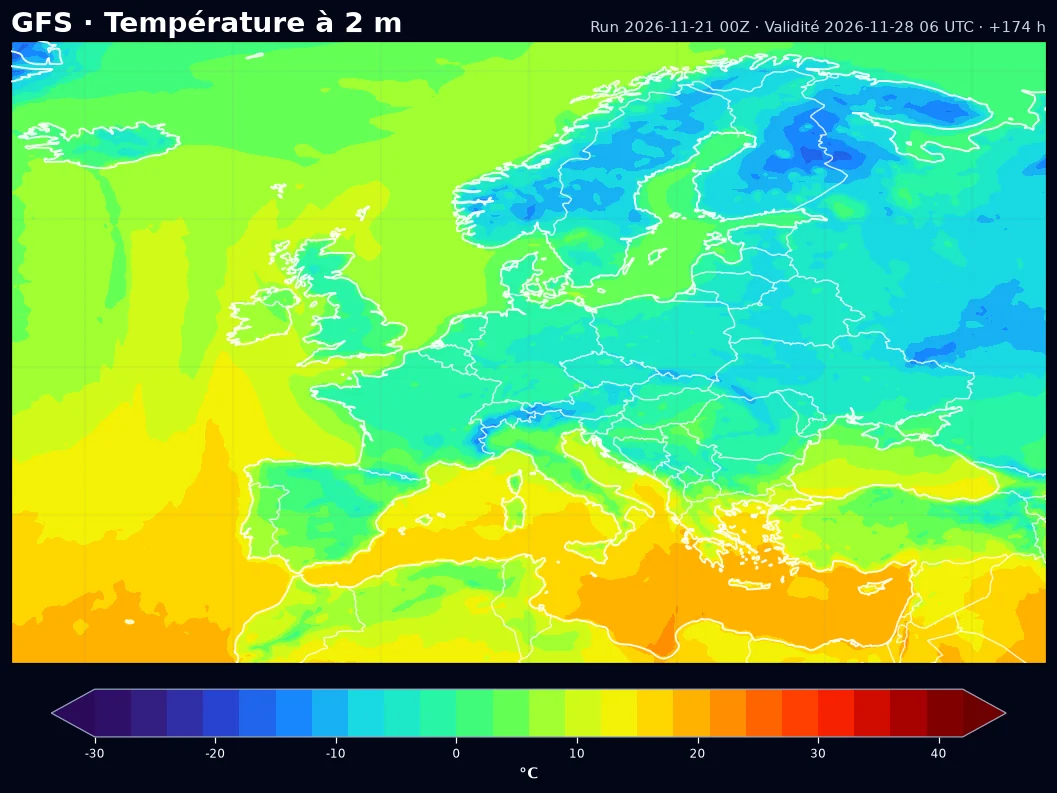 GFS · Température à 2 m
Run 2026-11-21 00Z · Validité 2026-11-28 06 UTC · +174 h
-30 -20 -10 0 10 20 30 40
°C